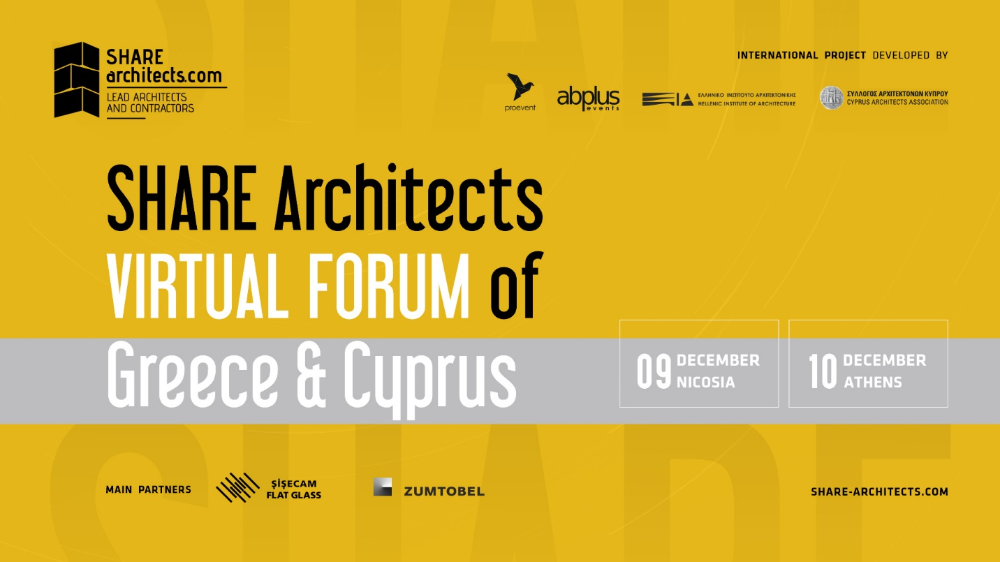 SHARE
architects.com
LEAD ARCHITECTS
AND CONTRACTORS
INTERNATIONAL PROJECT DEVELOPED BY
proevent
abplus
events
ΕΛΛΗΝΙΚΟ ΙΝΣΤΙΤΟΥΤΟ ΑΡΧΙΤΕΚΤΟΝΙΚΗΣ
HELLENIC INSTITUTE OF ARCHITECTURE
ΣΥΛΛΟΓΟΣ ΑΡΧΙΤΕΚΤΟΝΩΝ ΚΥΠΡΟΥ
CYPRUS ARCHITECTS ASSOCIATION
SHARE Architects
VIRTUAL FORUM of
Greece & Cyprus
09 DECEMBER
NICOSIA
10 DECEMBER
ATHENS
MAIN PARTNERS
ŞİŞECAM
FLAT GLASS
ZUMTOBEL
SHARE-ARCHITECTS.COM